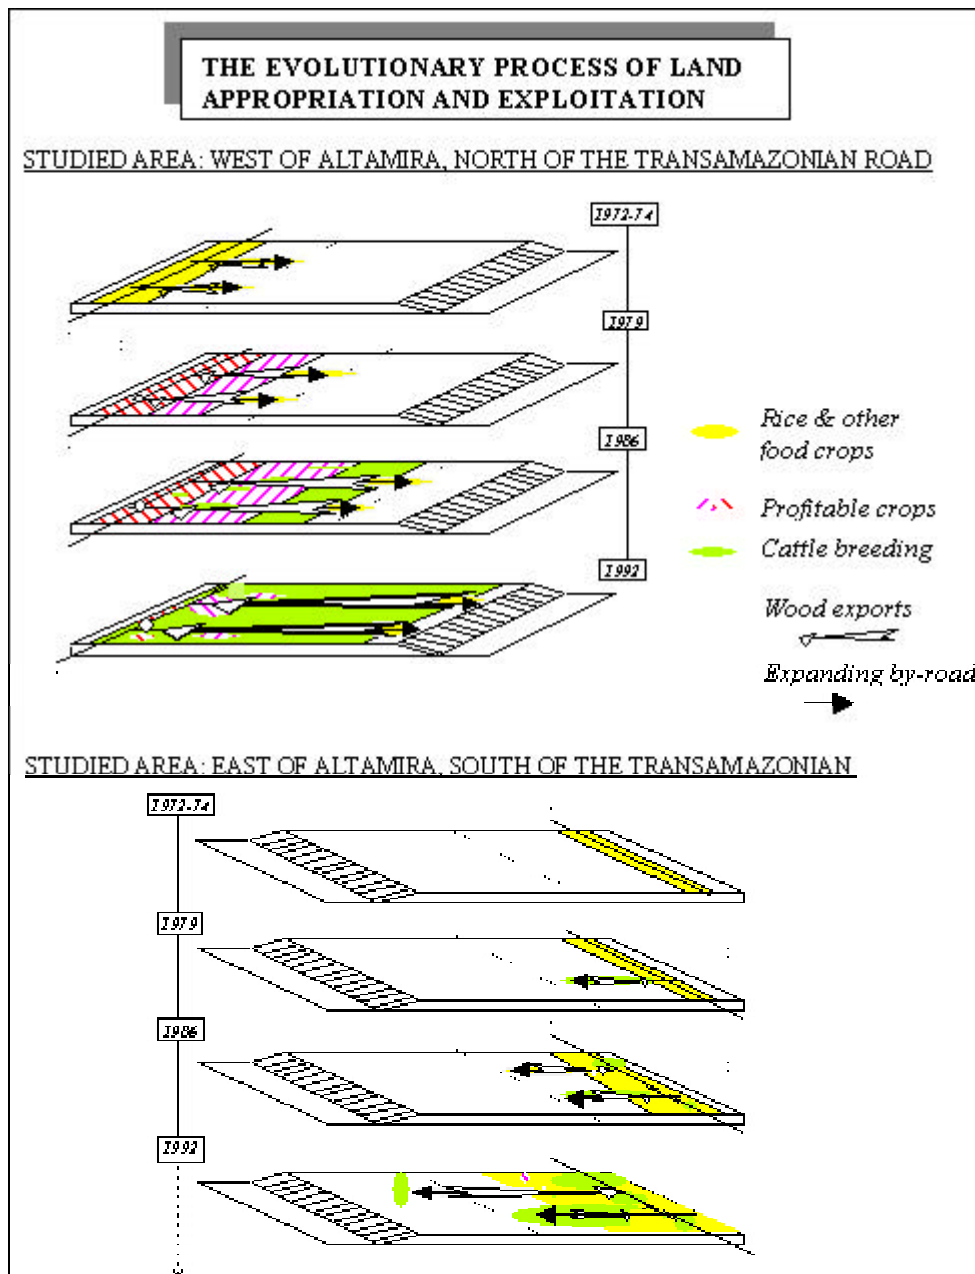 THE EVOLUTIONARY PROCESS OF LAND
APPROPRIATION AND EXPLOITATION
STUDIED AREA: WEST OF ALTAMIRA, NORTH OF THE TRANSAMAZONIAN ROAD
1972-74
1979
1986
1992
Rice & other
food crops
Profitable crops
Cattle breeding
Wood exports
Expanding by-road
STUDIED AREA: EAST OF ALTAMIRA, SOUTH OF THE TRANSAMAZONIAN
1972-74
1979
1986
1992